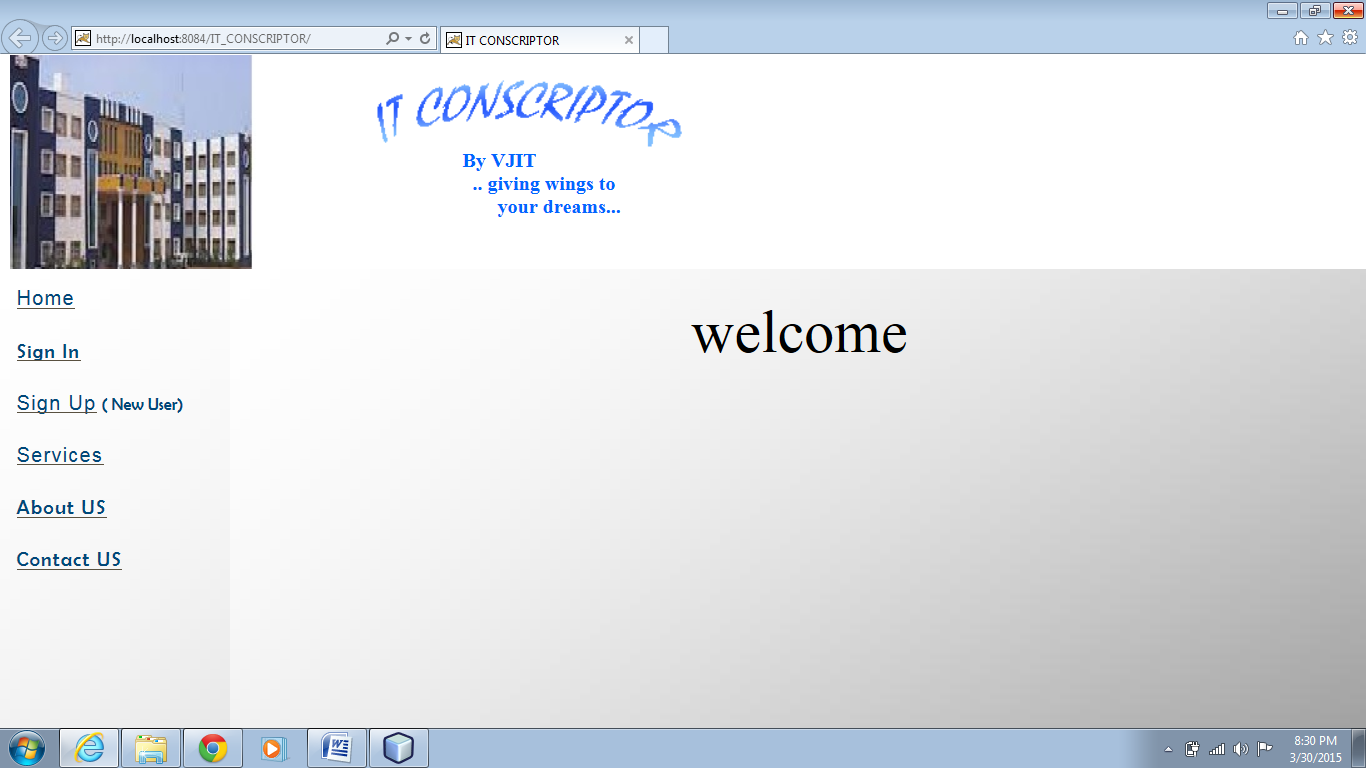 http://localhost:8084/IT_CONSCRIPTOR/
IT CONSCRIPTOR
IT CONSCRIPTOR
By VJIT
.. giving wings to
your dreams...
Home
welcome
Sign In
Sign Up ( New User)
Services
About US
Contact US
8:30 PM
3/30/2015